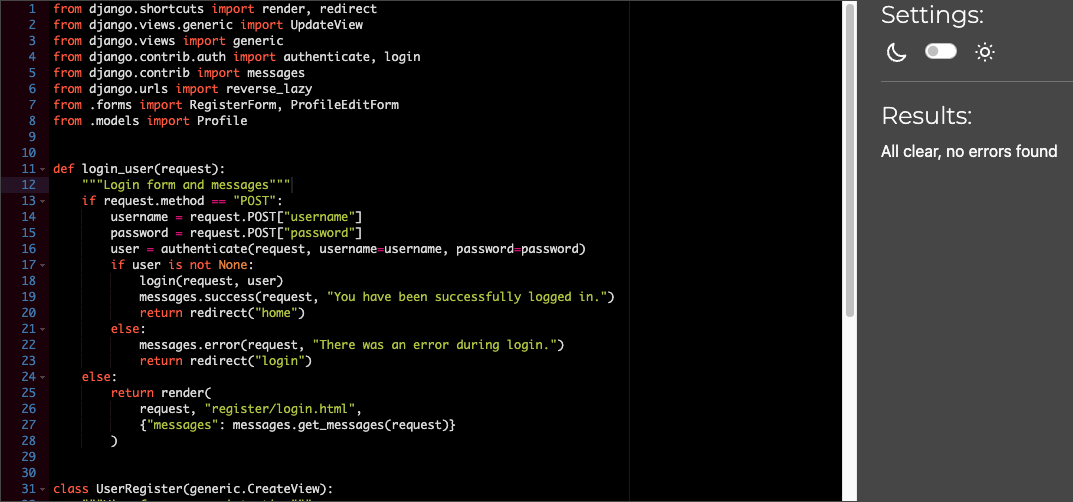 1 from django.shortcuts import render, redirect
2 from django.views.generic import UpdateView
3 from django.views import generic
4 from django.contrib.auth import authenticate, login
5 from django.contrib import messages
6 from django.urls import reverse_lazy
7 from .forms import RegisterForm, ProfileEditForm
8 from .models import Profile
9
10
11 def login_user(request):
12     """Login form and messages"""
13     if request.method == "POST":
14         username = request.POST["username"]
15         password = request.POST["password"]
16         user = authenticate(request, username=username, password=password)
17         if user is not None:
18             login(request, user)
19             messages.success(request, "You have been successfully logged in.")
20             return redirect("home")
21         else:
22             messages.error(request, "There was an error during login.")
23             return redirect("login")
24     else:
25         return render(
26             request, "register/login.html",
27             {"messages": messages.get_messages(request)}
28         )
29
30
31 class UserRegister(generic.CreateView):
Settings:
Results:
All clear, no errors found